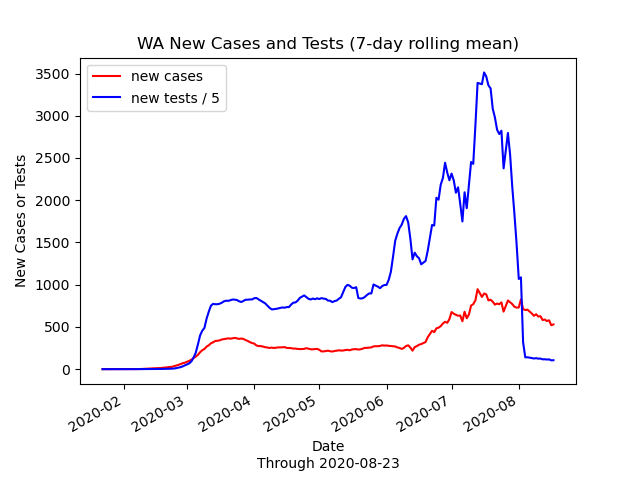 WA New Cases and Tests (7-day rolling mean)
new cases
new tests / 5
New Cases or Tests
3500
3000
2500
2000
1500
1000
500
0
2020-02
2020-03
2020-04
2020-05
2020-06
2020-07
2020-08
Date
Through 2020-08-23